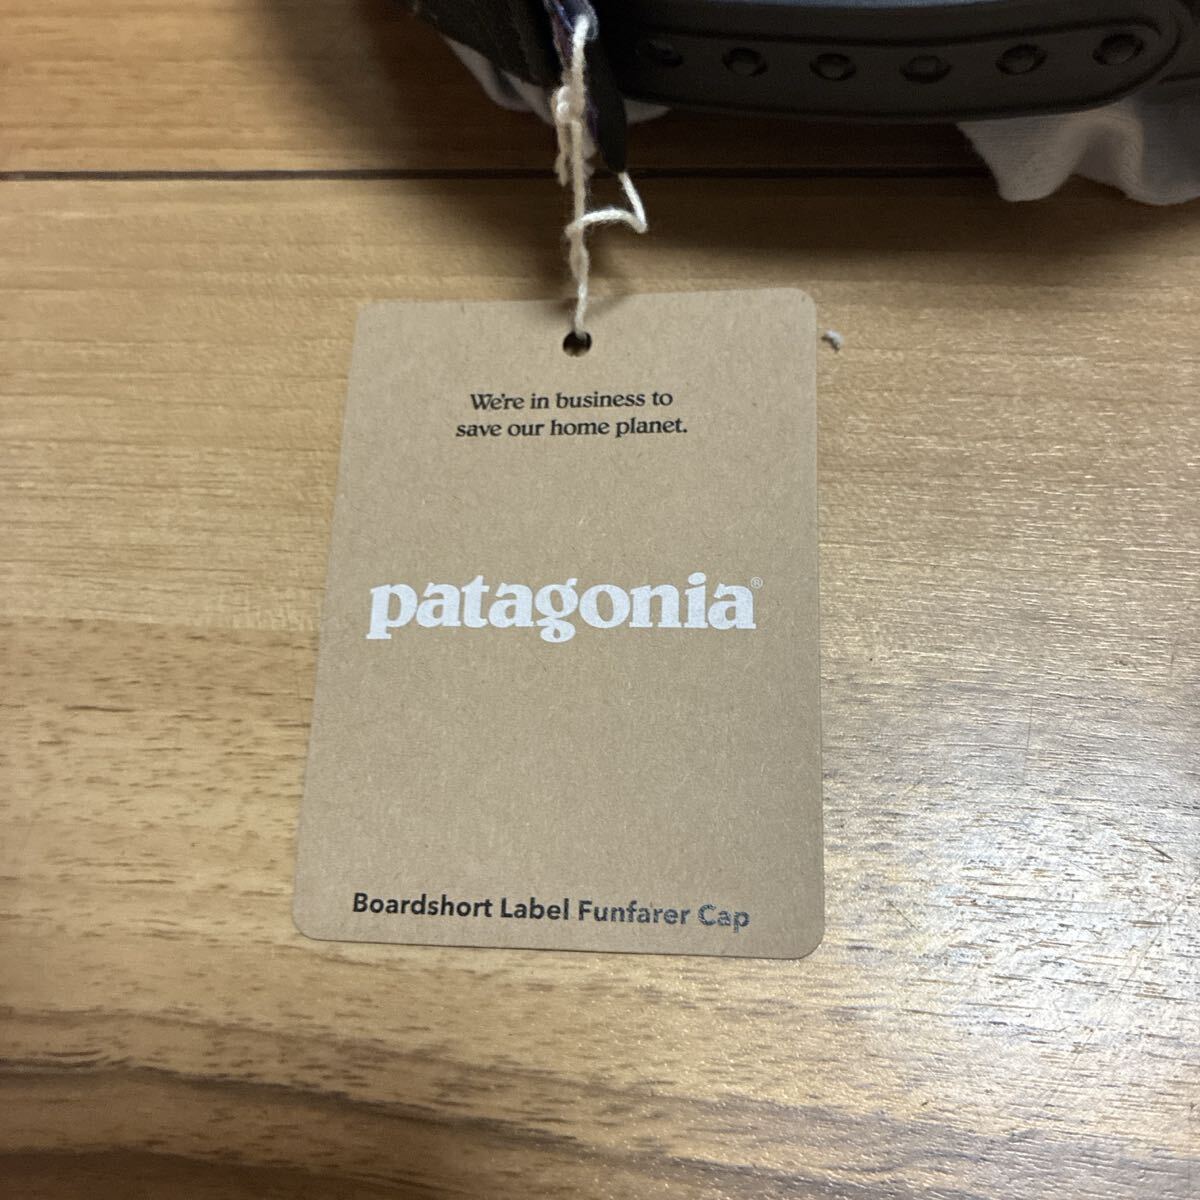 We're in business to
save our home planet.
patagonia®
Boardshort Label Funfarer Cap